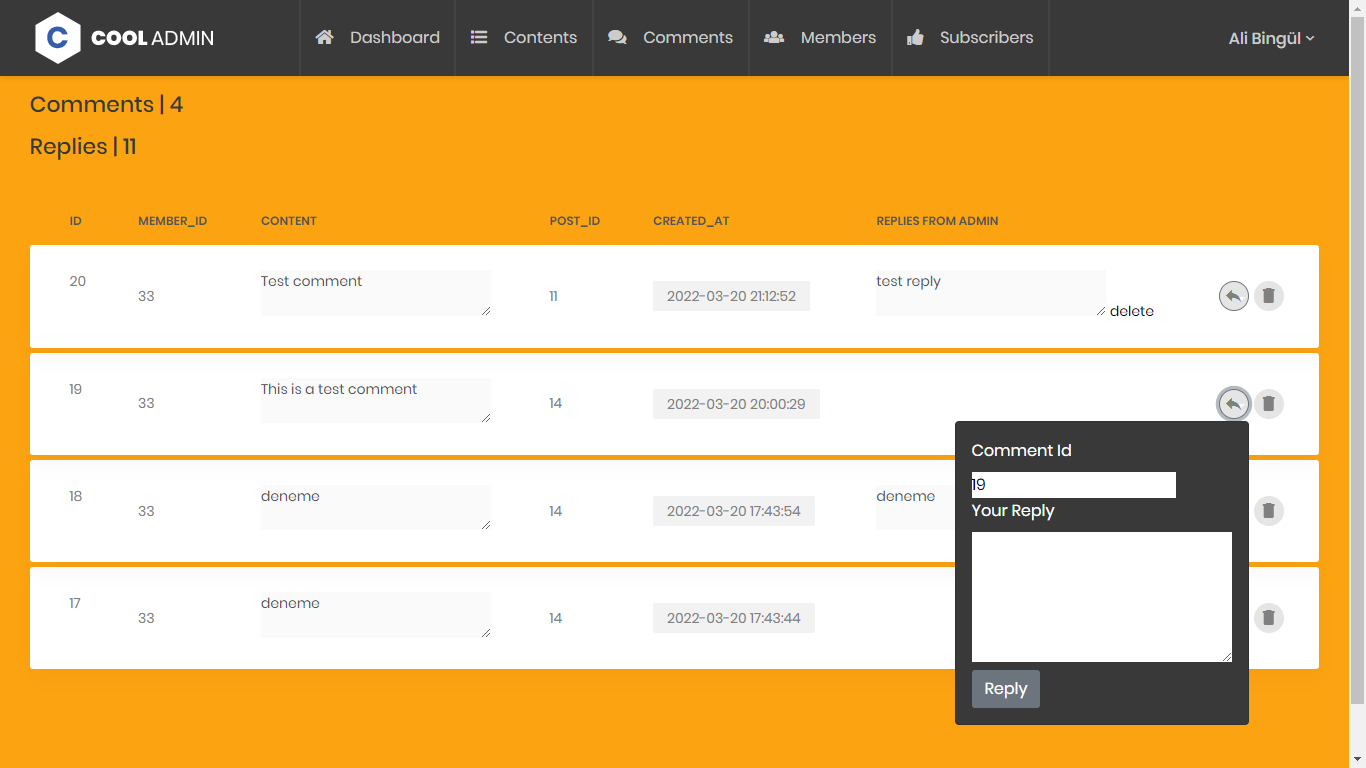 C COOL ADMIN Dashboard Contents Comments Members Subscribers Ali Bingül
Comments | 4
Replies | 11
ID MEMBER_ID CONTENT POST_ID CREATED_AT REPLIES FROM ADMIN
20 33 Test comment 11 2022-03-20 21:12:52 test reply delete
19 33 This is a test comment 14 2022-03-20 20:00:29
18 33 deneme 14 2022-03-20 17:43:54 deneme
17 33 deneme 14 2022-03-20 17:43:44
Comment Id
19
Your Reply
Reply